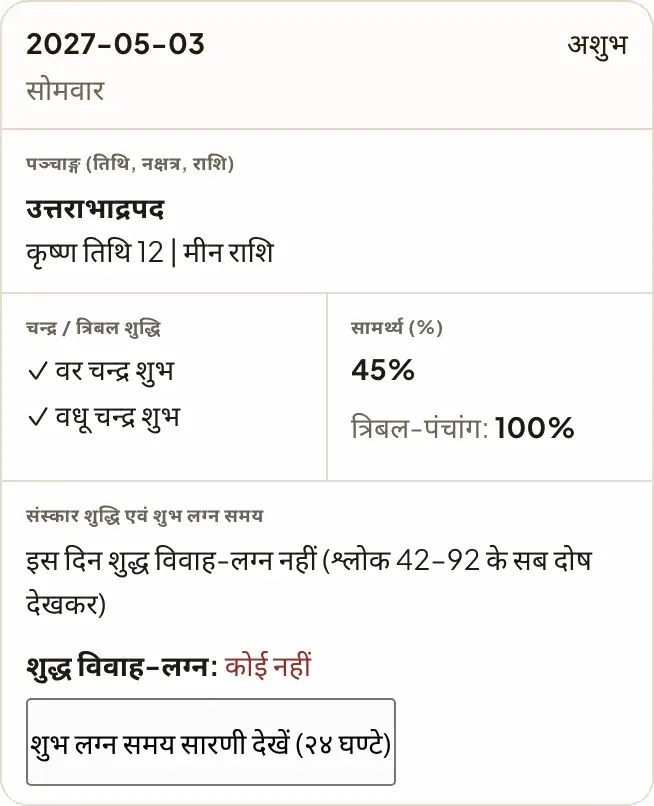 2027-05-03
अशुभ
सोमवार
पञ्चाङ्ग (तिथि, नक्षत्र, राशि)
उत्तराभाद्रपद
कृष्ण तिथि 12 | मीन राशि
चन्द्र / त्रिबल शुद्धि
✓ वर चन्द्र शुभ
✓ वधू चन्द्र शुभ
सामर्थ्य (%)
45%
त्रिबल-पंचांग: 100%
संस्कार शुद्धि एवं शुभ लग्न समय
इस दिन शुद्ध विवाह-लग्न नहीं (श्लोक 42–92 के सब दोष
देखकर)
शुद्ध विवाह-लग्न: कोई नहीं
शुभ लग्न समय सारणी देखें (२४ घण्टे)